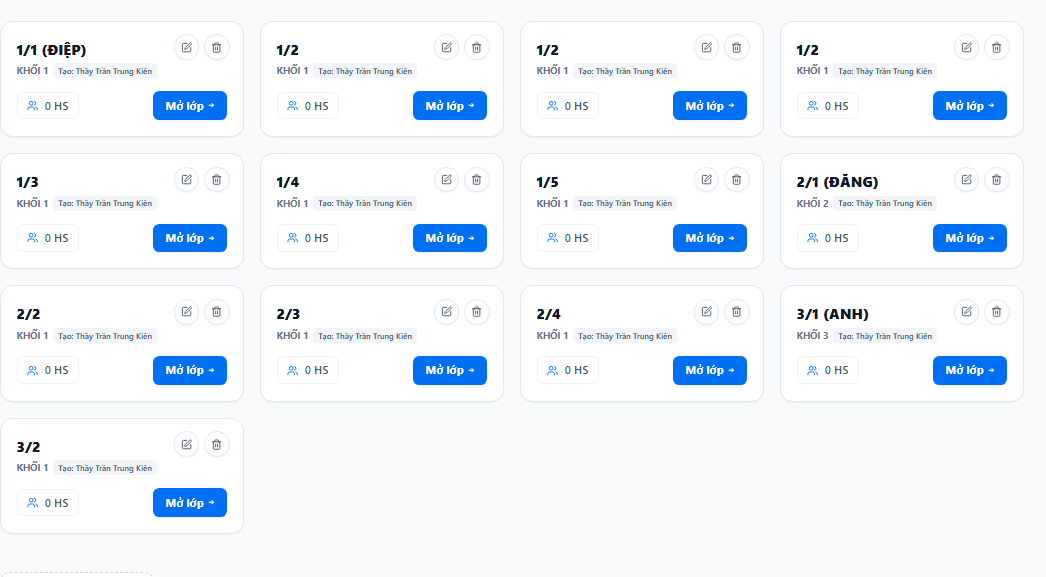 1/1 (ĐIỆP)
KHỐI 1 Tạo: Thầy Trần Trung Kiên
0 HS Mở lớp →
1/2
KHỐI 1 Tạo: Thầy Trần Trung Kiên
0 HS Mở lớp →
1/2
KHỐI 1 Tạo: Thầy Trần Trung Kiên
0 HS Mở lớp →
1/2
KHỐI 1 Tạo: Thầy Trần Trung Kiên
0 HS Mở lớp →
1/3
KHỐI 1 Tạo: Thầy Trần Trung Kiên
0 HS Mở lớp →
1/4
KHỐI 1 Tạo: Thầy Trần Trung Kiên
0 HS Mở lớp →
1/5
KHỐI 1 Tạo: Thầy Trần Trung Kiên
0 HS Mở lớp →
2/1 (ĐĂNG)
KHỐI 2 Tạo: Thầy Trần Trung Kiên
0 HS Mở lớp →
2/2
KHỐI 1 Tạo: Thầy Trần Trung Kiên
0 HS Mở lớp →
2/3
KHỐI 1 Tạo: Thầy Trần Trung Kiên
0 HS Mở lớp →
2/4
KHỐI 1 Tạo: Thầy Trần Trung Kiên
0 HS Mở lớp →
3/1 (ANH)
KHỐI 3 Tạo: Thầy Trần Trung Kiên
0 HS Mở lớp →
3/2
KHỐI 1 Tạo: Thầy Trần Trung Kiên
0 HS Mở lớp →